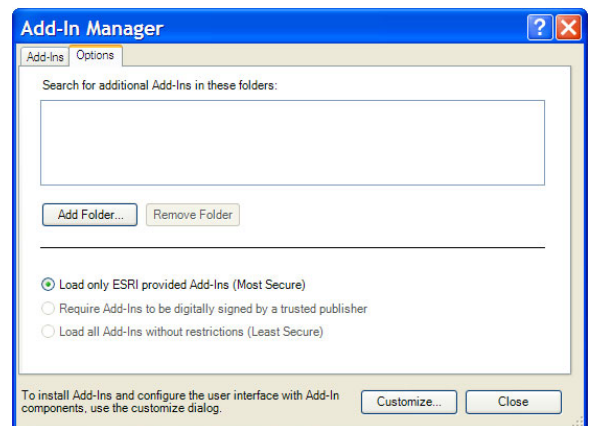 Add-In Manager
Add-Ins
Options
Search for additional Add-Ins in these folders:
Add Folder...
Remove Folder
Load only ESRI provided Add-Ins (Most Secure)
Require Add-Ins to be digitally signed by a trusted publisher
Load all Add-Ins without restrictions (Least Secure)
To install Add-Ins and configure the user interface with Add-In
components, use the customize dialog.
Customize...
Close